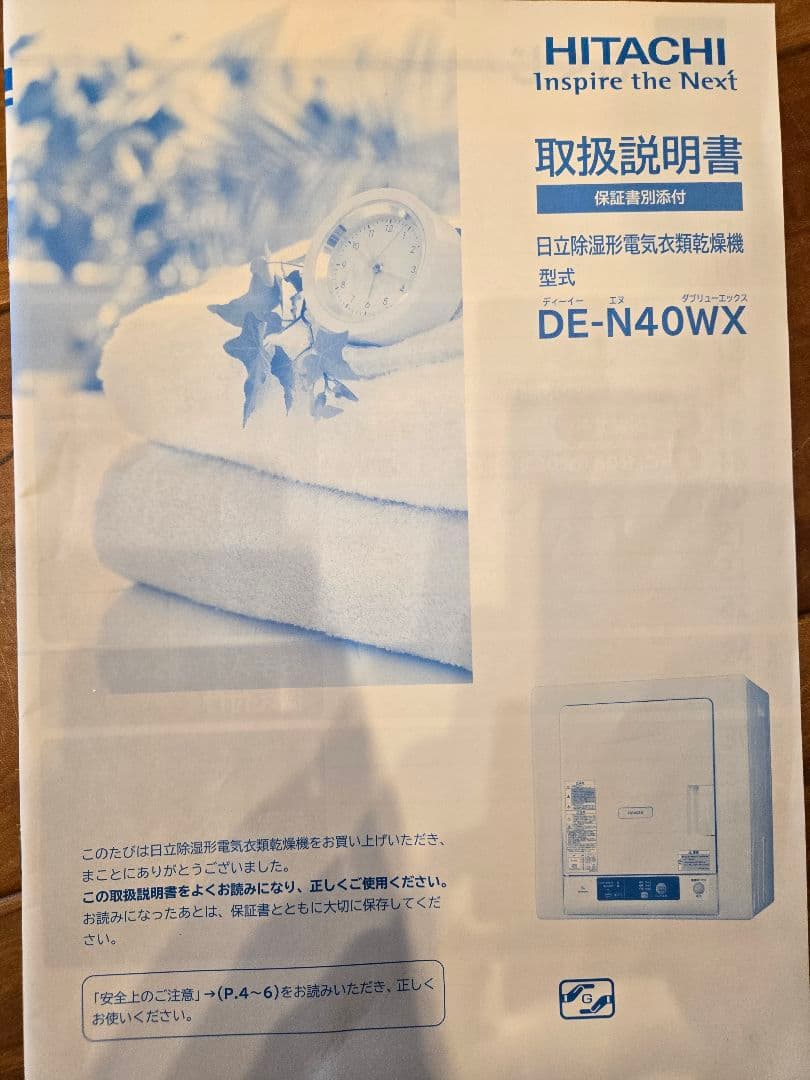 HITACHI
Inspire the Next
取扱説明書
保証書別添付
日立除湿形電気衣類乾燥機
型式
ディーイー エヌ ダブリューエックス
DE-N40WX
このたびは日立除湿形電気衣類乾燥機をお買い上げいただき、
まことにありがとうございました。
この取扱説明書をよくお読みになり、正しくご使用ください。
お読みになったあとは、保証書とともに大切に保存してくだ
さい。
「安全上のご注意」→(P.4〜6)をお読みいただき、正しく
お使いください。
HITACHI
G